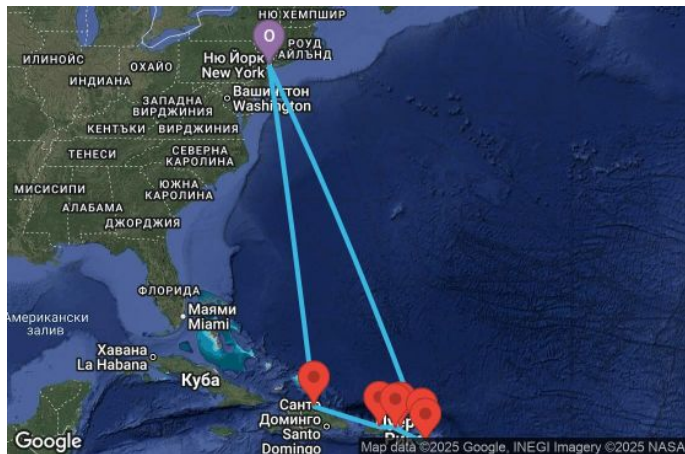 НЮ ХЕМПШИР
O
РОУД
АЙЛЪНД
Ню Йорк
New York
ИЛИНОЙС
ОХАЙО
ИНДИАНА
Вашингтон
Washington
ЗАПАДНА
ВИРДЖИНИЯ
КЕНТЪКИ
ВИРДЖИНИЯ
ТЕНЕСИ
СЕВЕРНА
КАРОЛИНА
МИСИСИПИ
ЮЖНА
КАРОЛИНА
АЛАБАМА
ДЖОРДЖИЯ
ФЛОРИДА
Маями
Miami
Американски
залив
Хавана
La Habana
Куба
Санто
Доминго
Santo
Domingo
Google
Map data ©2025 Google, INEGI Imagery ©2025 NASA